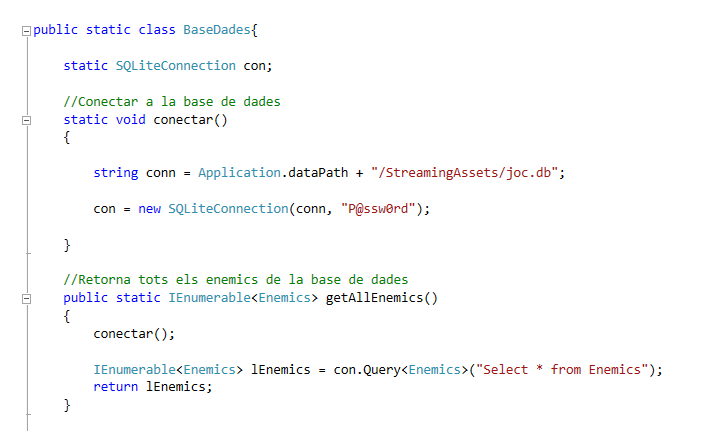 public static class BaseDades{
static SQLiteConnection con;
//Conectar a la base de dades
static void conectar()
{
string conn = Application.dataPath + "/StreamingAssets/joc.db";
con = new SQLiteConnection(conn, "P@ssw0rd");
}
//Retorna tots els enemics de la base de dades
public static IEnumerable<Enemics> getAllEnemics()
{
conectar();
IEnumerable<Enemics> lEnemics = con.Query<Enemics>("Select * from Enemics");
return lEnemics;
}